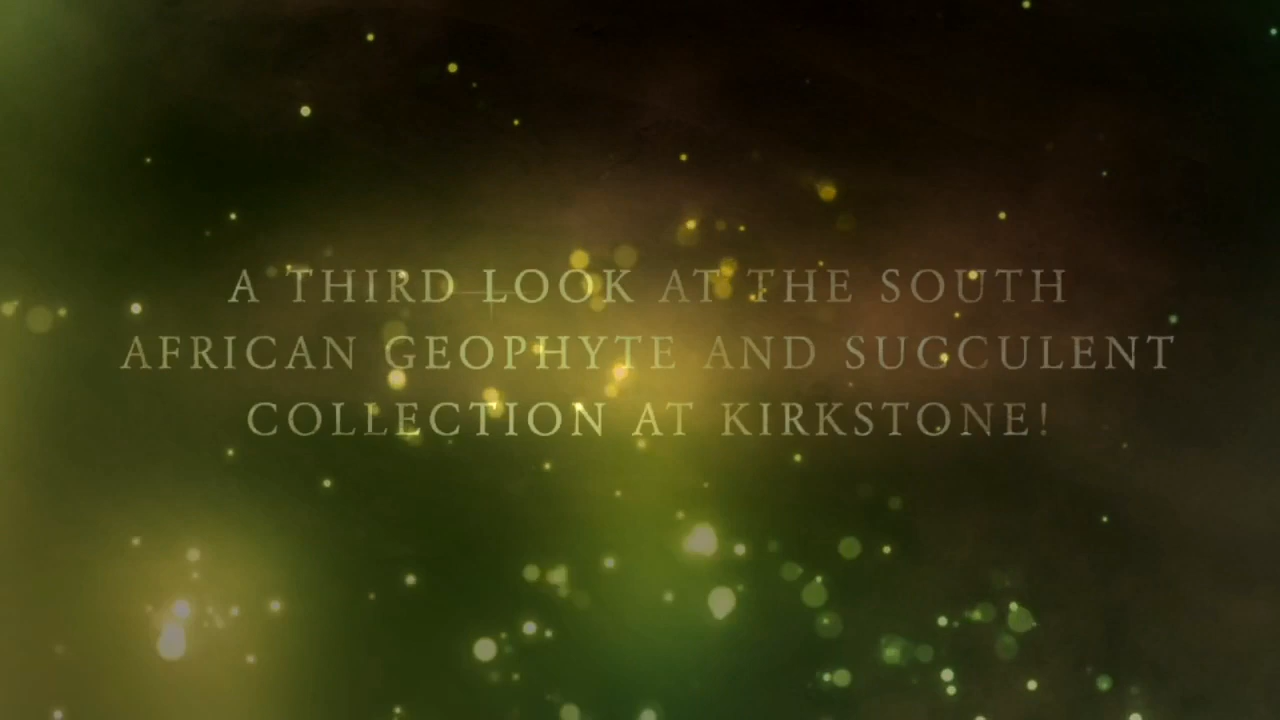 A THIRD LOOK AT THE SOUTH
AFRICAN GEOPHYTE AND SUCCULENT
COLLECTION AT KIRKSTONE!